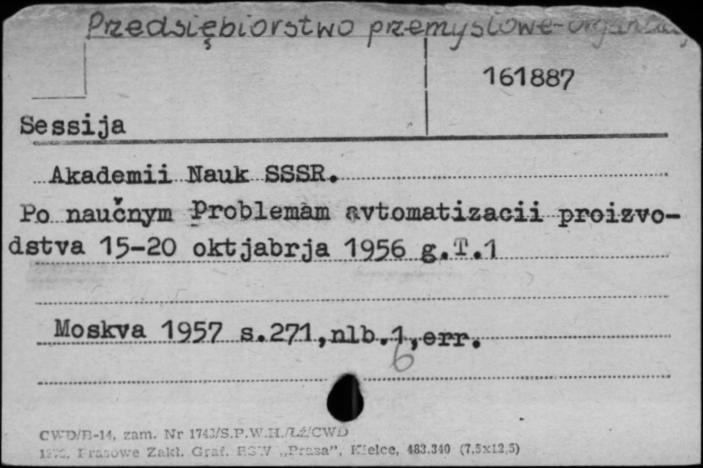 Przedsiębiorstwo przemysłowe-organizacj
161887
Sessija
Akademii Nauk SSSR.
Po naučnym Problemam avtomatizacii proizvo-
dstva 15-20 oktjabrja 1956 g.T.1
Moskva 1957 s.271,nlb.1,err.
6
CWD/B-14, zam. Nr 1743/S.P.W.H./ŁŹ/CWD
Prasowe Zakł. Graf. RSW „Prasa”, Kielce, 483.340 (7,5x12,5)